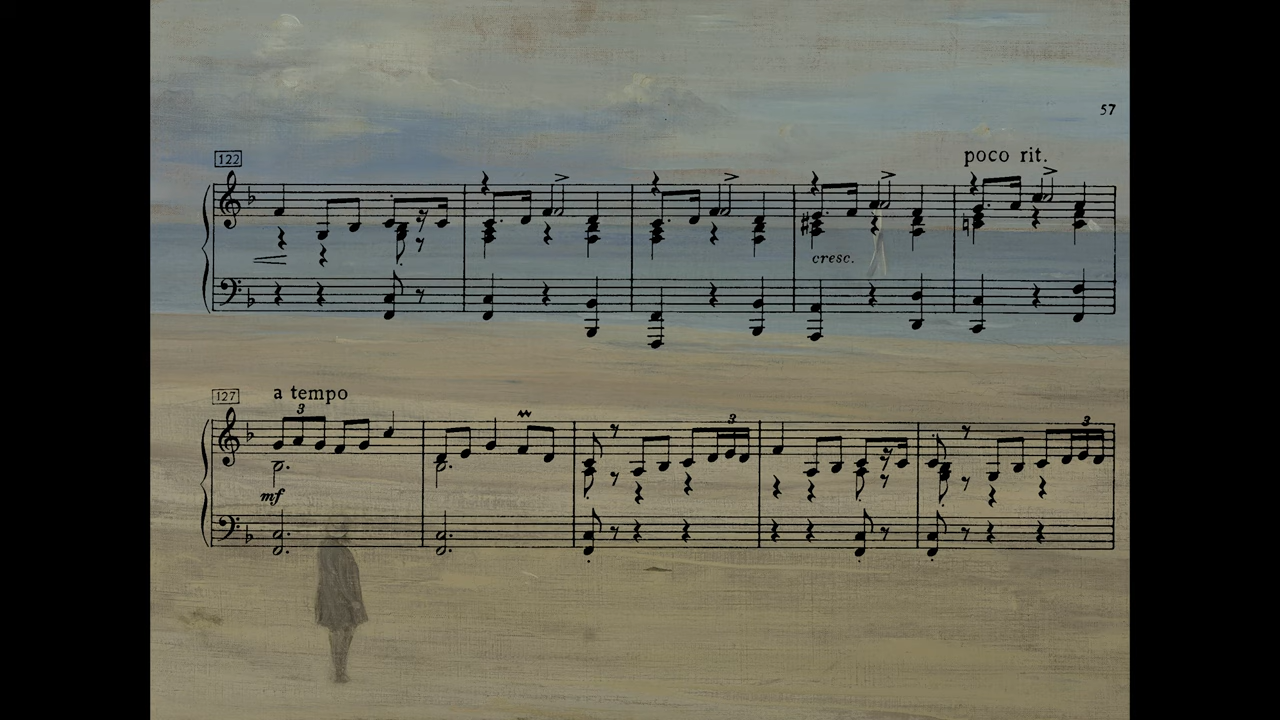 57
122
poco rit.
cresc.
127
a tempo
3
3
3
mf